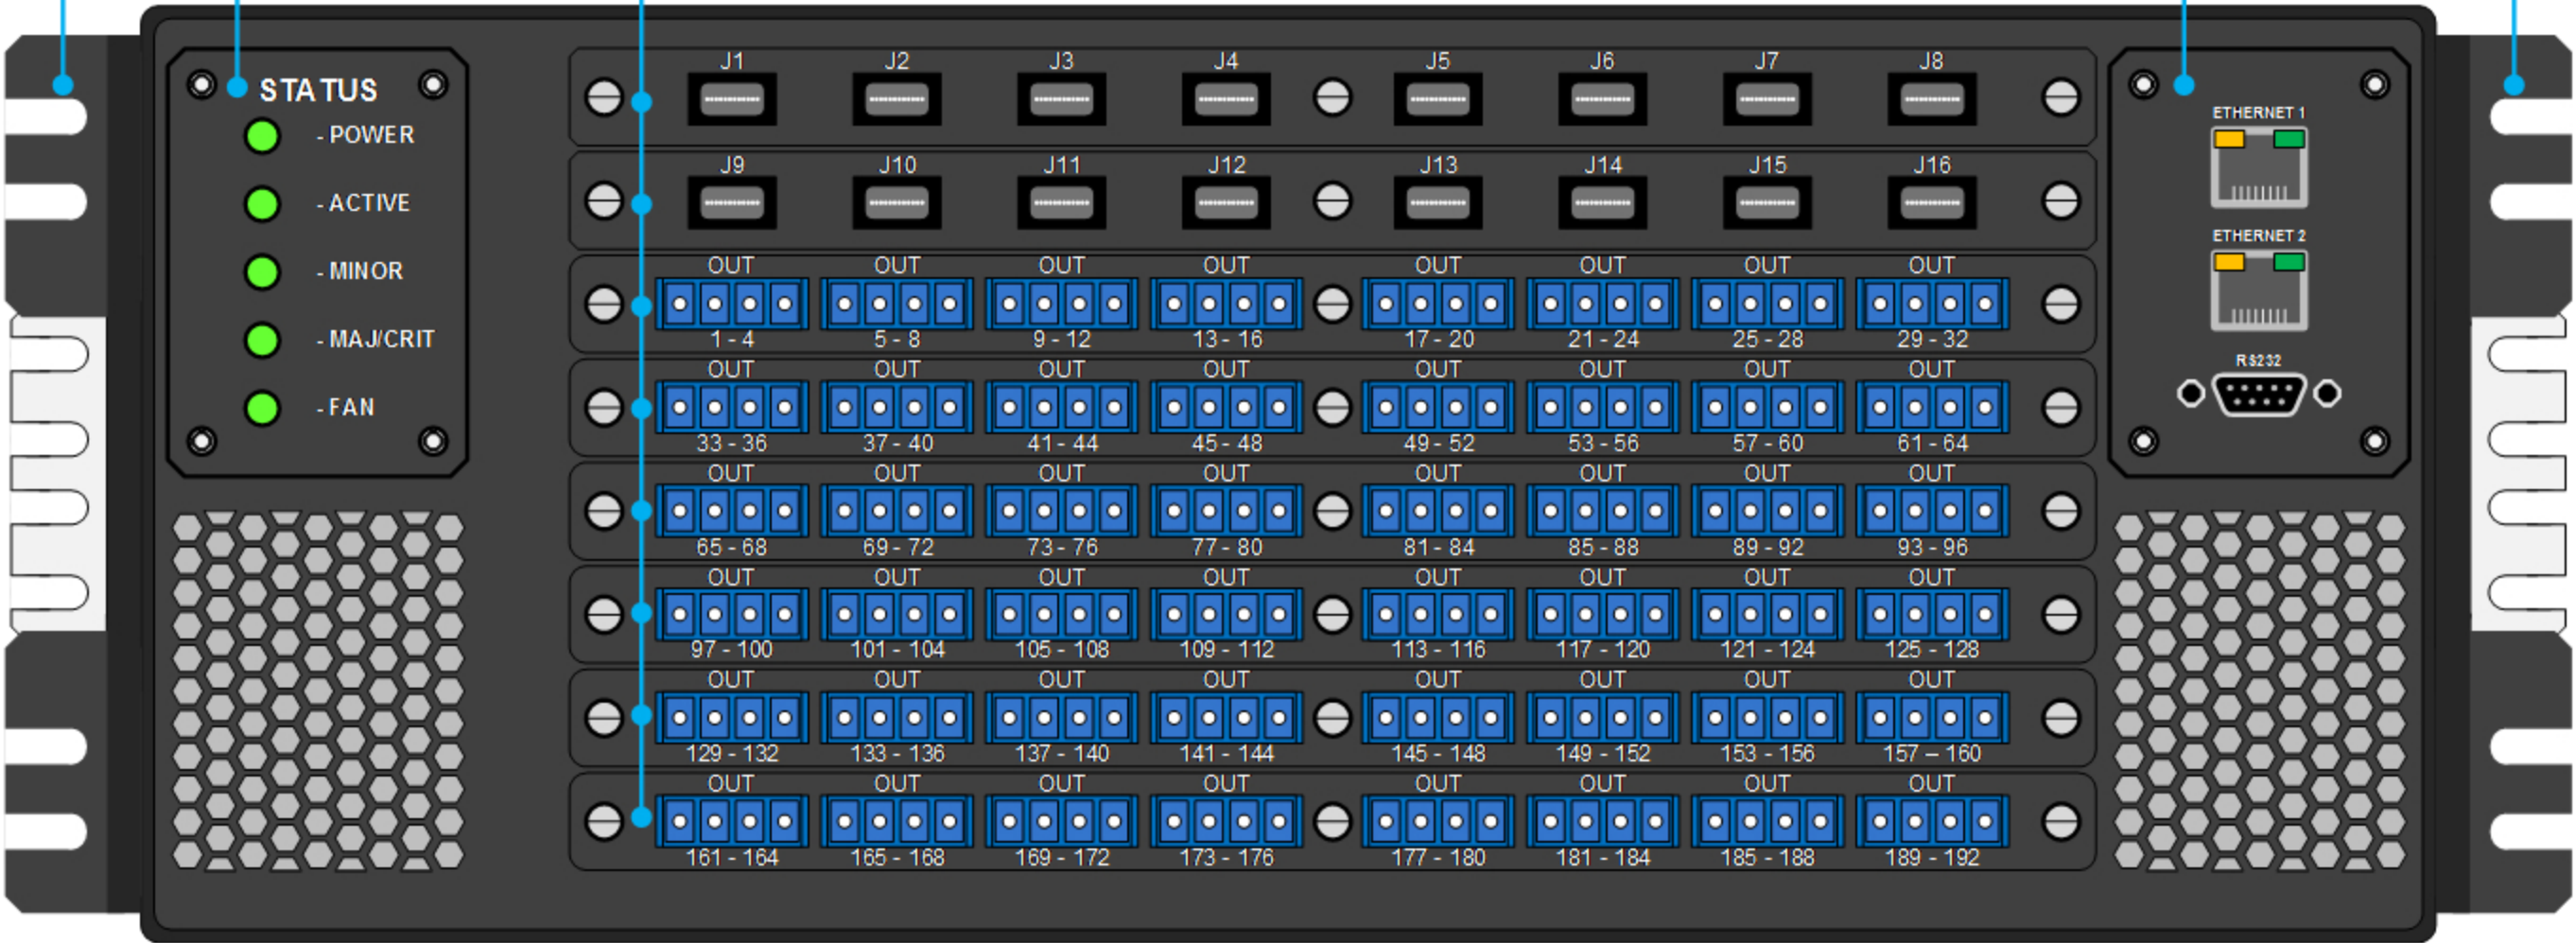 STATUS
- POWER
- ACTIVE
- MINOR
- MAJ/CRIT
- FAN
J1 J2 J3 J4 J5 J6 J7 J8
J9 J10 J11 J12 J13 J14 J15 J16
OUT OUT OUT OUT OUT OUT OUT OUT
1 - 4 5 - 8 9 - 12 13 - 16 17 - 20 21 - 24 25 - 28 29 - 32
OUT OUT OUT OUT OUT OUT OUT OUT
33 - 36 37 - 40 41 - 44 45 - 48 49 - 52 53 - 56 57 - 60 61 - 64
OUT OUT OUT OUT OUT OUT OUT OUT
65 - 68 69 - 72 73 - 76 77 - 80 81 - 84 85 - 88 89 - 92 93 - 96
OUT OUT OUT OUT OUT OUT OUT OUT
97 - 100 101 - 104 105 - 108 109 - 112 113 - 116 117 - 120 121 - 124 125 - 128
OUT OUT OUT OUT OUT OUT OUT OUT
129 - 132 133 - 136 137 - 140 141 - 144 145 - 148 149 - 152 153 - 156 157 – 160
OUT OUT OUT OUT OUT OUT OUT OUT
161 - 164 165 - 168 169 - 172 173 - 176 177 - 180 181 - 184 185 - 188 189 - 192
ETHERNET 1
ETHERNET 2
RS232